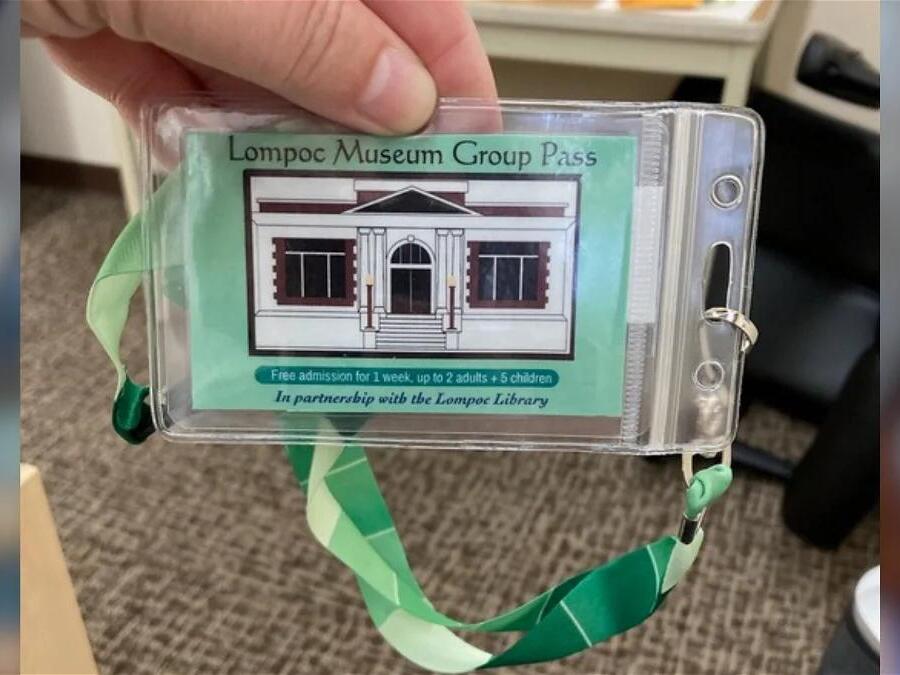 Lompoc Museum Group Pass
Free admission for 1 week, up to 2 adults + 5 children
In partnership with the Lompoc Library